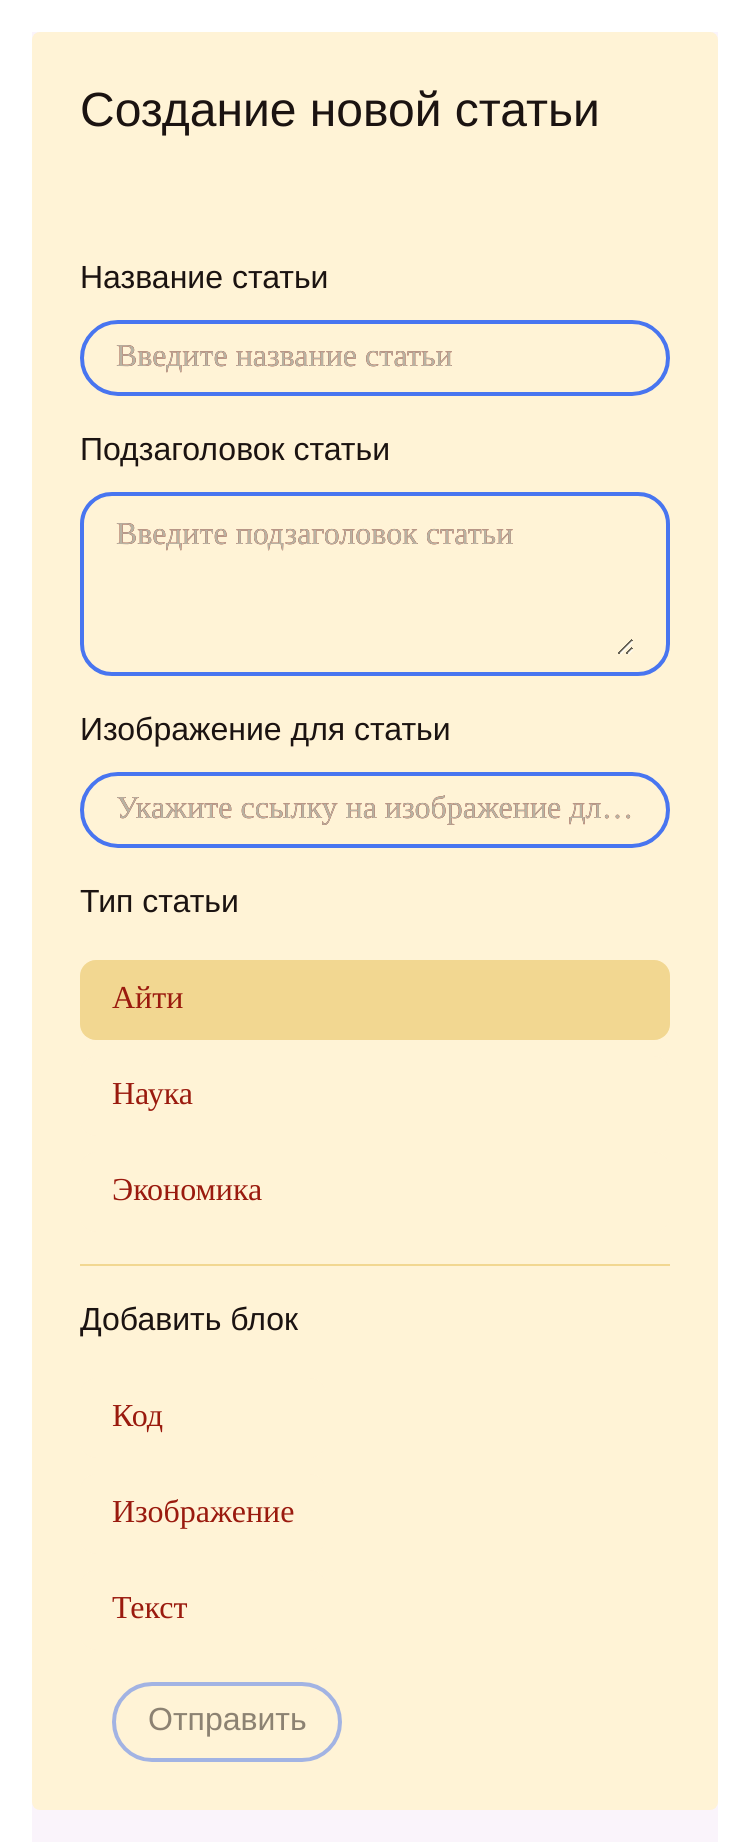 Создание новой статьи
Название статьи
Введите название статьи
Подзаголовок статьи
Введите подзаголовок статьи
Изображение для статьи
Укажите ссылку на изображение дл…
Тип статьи
Айти
Наука
Экономика
Добавить блок
Код
Изображение
Текст
Отправить